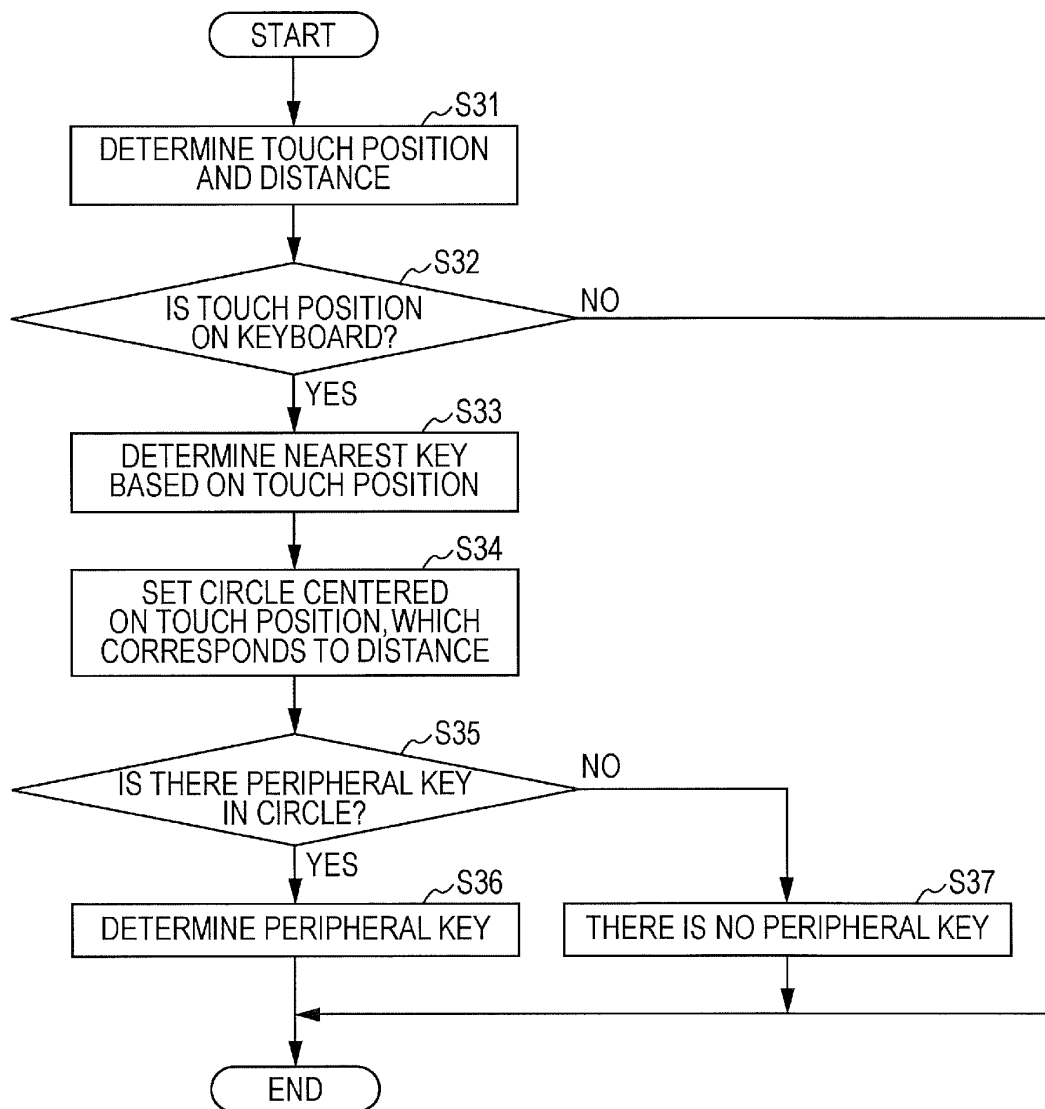 START
S31
DETERMINE TOUCH POSITION
AND DISTANCE
S32
IS TOUCH POSITION
ON KEYBOARD?
NO
YES
S33
DETERMINE NEAREST KEY
BASED ON TOUCH POSITION
S34
SET CIRCLE CENTERED
ON TOUCH POSITION, WHICH
CORRESPONDS TO DISTANCE
S35
IS THERE PERIPHERAL KEY
IN CIRCLE?
NO
YES
S36
DETERMINE PERIPHERAL KEY
S37
THERE IS NO PERIPHERAL KEY
END